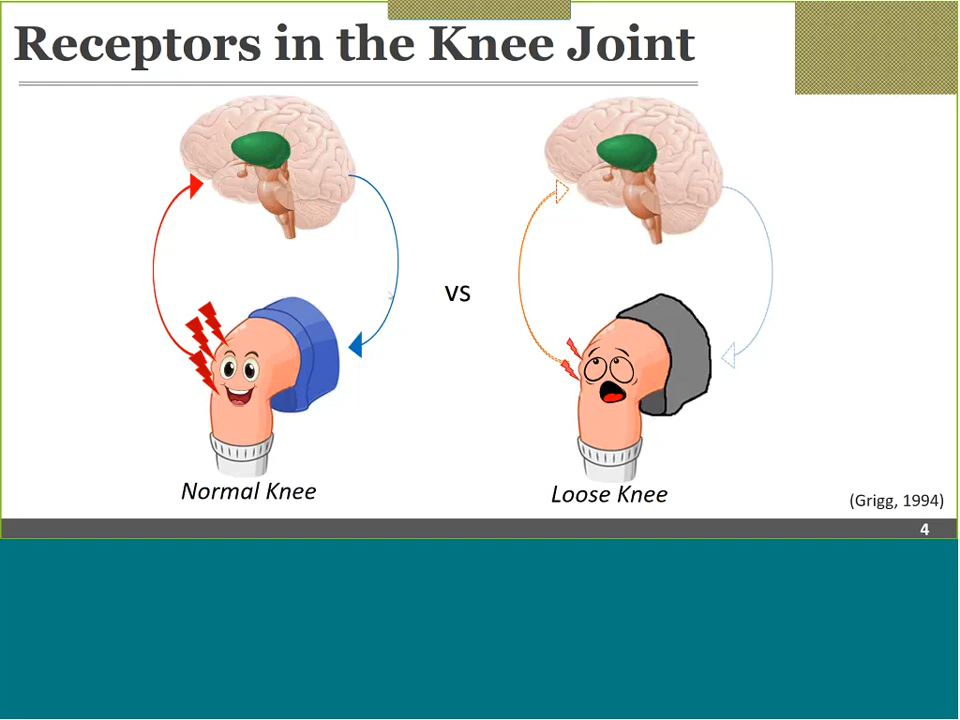 Receptors in the Knee Joint
vs
Normal Knee
Loose Knee
(Grigg, 1994)
4